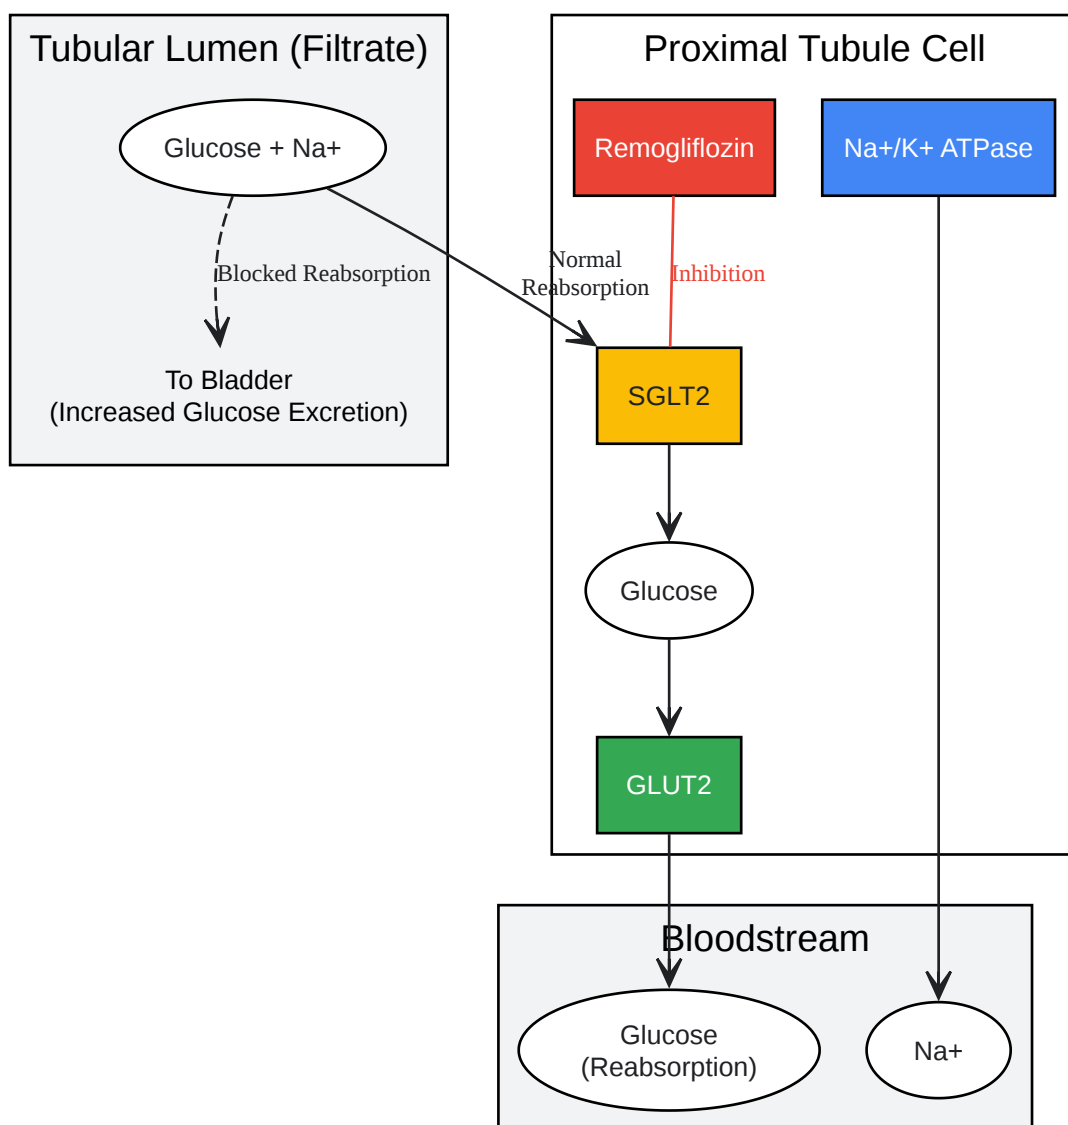 Tubular Lumen (Filtrate)
Proximal Tubule Cell
Glucose + Na+
Remogliflozin
Na+/K+ ATPase
Blocked Reabsorption
Normal
Reabsorption
Inhibition
To Bladder
(Increased Glucose Excretion)
SGLT2
Glucose
GLUT2
Bloodstream
Glucose
(Reabsorption)
Na+